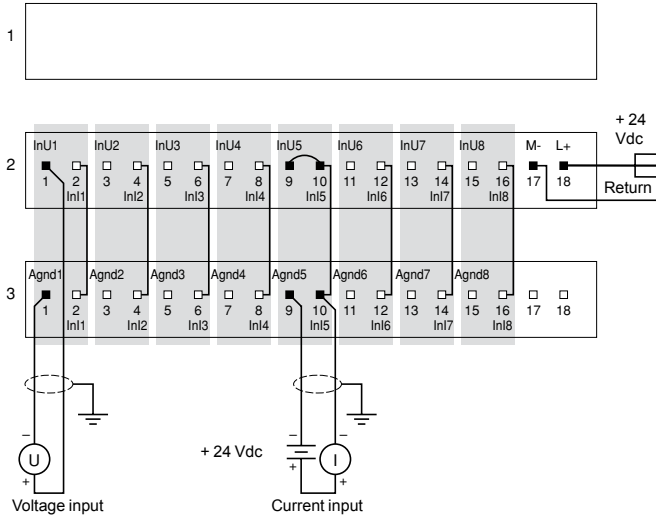 1
+ 24
Vdc
InU1 InU2 InU3 InU4 InU5 InU6 InU7 InU8 M- L+
2
1 2 3 4 5 6 7 8 9 10 11 12 13 14 15 16 17 18
InI1 InI2 InI3 InI4 InI5 InI6 InI7 InI8
Return
Agnd1 Agnd2 Agnd3 Agnd4 Agnd5 Agnd6 Agnd7 Agnd8
3
1 2 3 4 5 6 7 8 9 10 11 12 13 14 15 16 17 18
InI1 InI2 InI3 InI4 InI5 InI6 InI7 InI8
– – –
+ 24 Vdc
U I
+ + +
Voltage input Current input